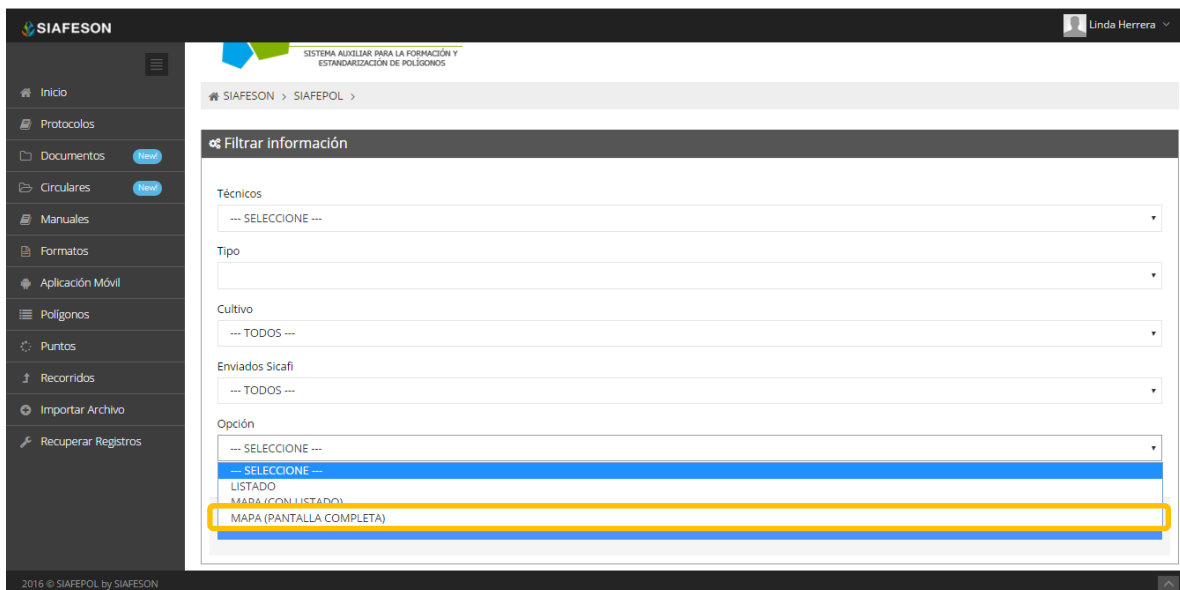 SIAFESON
Linda Herrera
SISTEMA AUXILIAR PARA LA FORMACIÓN Y
ESTANDARIZACIÓN DE POLÍGONOS
Inicio
Protocolos
Documentos New!
Circulares New!
Manuales
Formatos
Aplicación Móvil
Polígonos
Puntos
Recorridos
Importar Archivo
Recuperar Registros
SIAFESON > SIAFEPOL >
Filtrar información
Técnicos
--- SELECCIONE ---
Tipo
Cultivo
--- TODOS ---
Enviados Sicafi
--- TODOS ---
Opción
--- SELECCIONE ---
--- SELECCIONE ---
LISTADO
MAPA (CON LISTADO)
MAPA (PANTALLA COMPLETA)
2016 © SIAFEPOL by SIAFESON